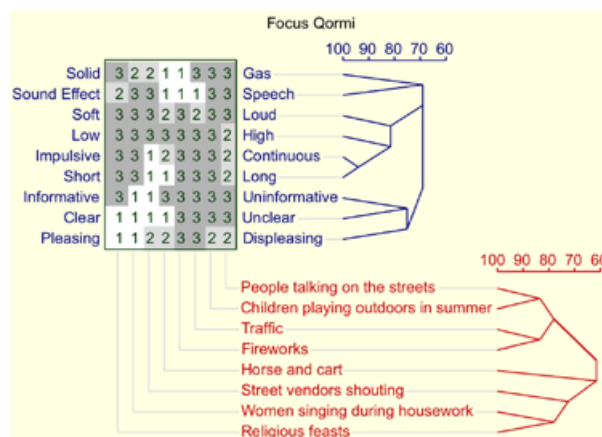 Focus Qormi
100 90 80 70 60
Solid 3 2 2 1 1 3 3 3 Gas
Sound Effect 2 3 3 1 1 1 3 3 Speech
Soft 3 3 3 2 3 2 3 3 Loud
Low 3 3 3 3 3 3 3 2 High
Impulsive 3 3 1 2 3 3 3 2 Continuous
Short 3 3 1 1 3 3 3 2 Long
Informative 3 1 1 3 3 3 3 3 Uninformative
Clear 1 1 1 1 3 3 3 3 Unclear
Pleasing 1 1 2 2 3 3 2 2 Displeasing
100 90 80 70 60
People talking on the streets
Children playing outdoors in summer
Traffic
Fireworks
Horse and cart
Street vendors shouting
Women singing during housework
Religious feasts